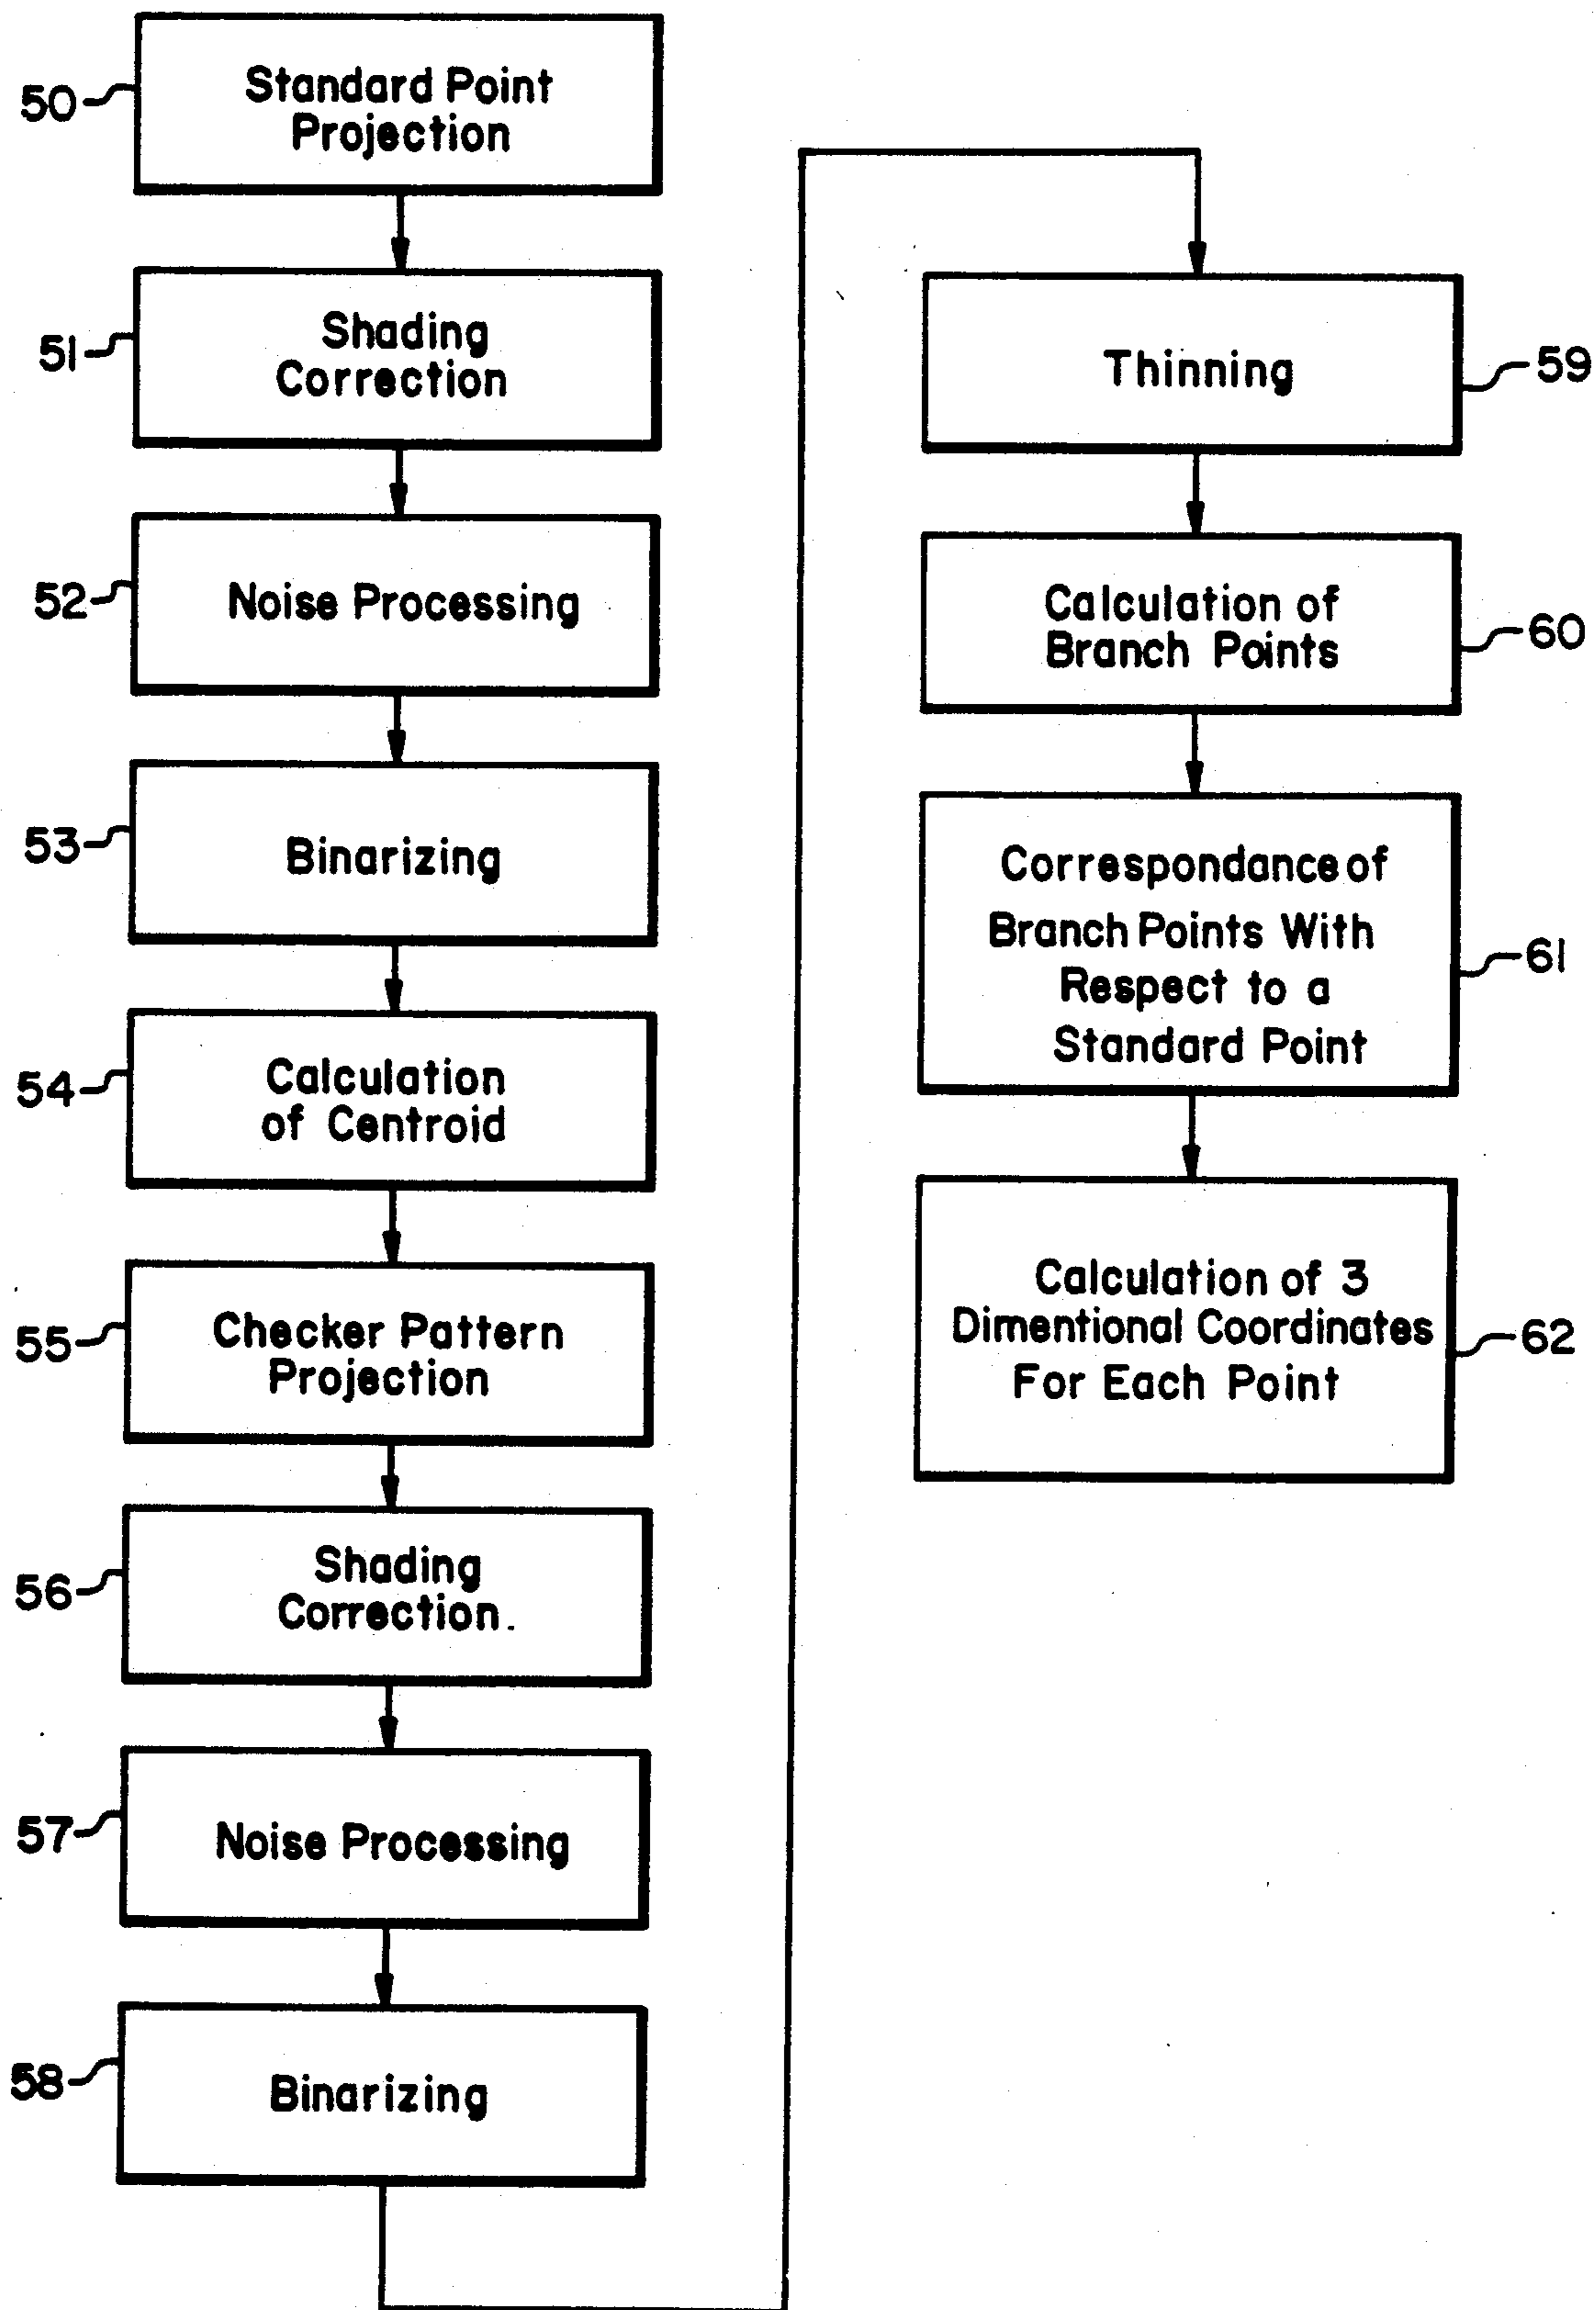 50
Standard Point
Projection
51
Shading
Correction
52
Noise Processing
53
Binarizing
54
Calculation
of Centroid
55
Checker Pattern
Projection
56
Shading
Correction.
57
Noise Processing
58
Binarizing
Thinning
59
Calculation of
Branch Points
60
Correspondance of
Branch Points With
Respect to a
Standard Point
61
Calculation of 3
Dimentional Coordinates
For Each Point
62